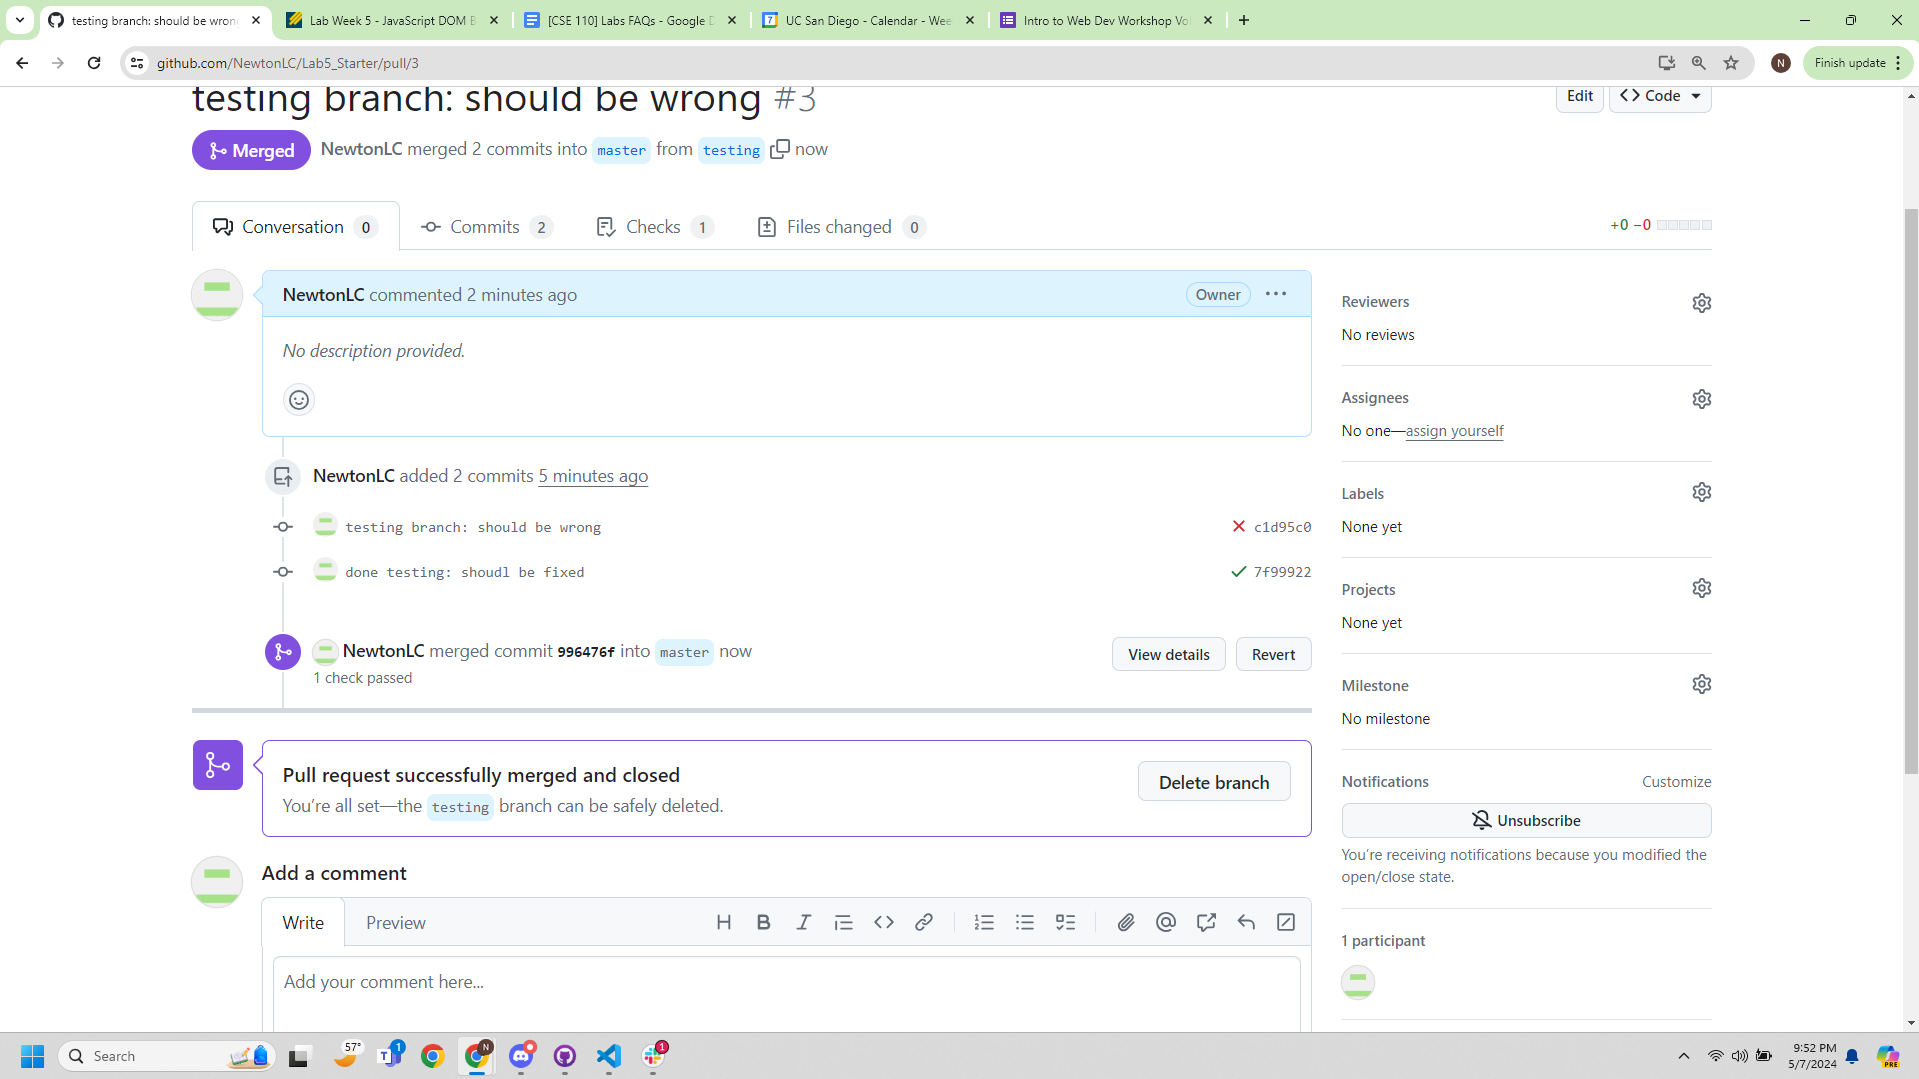 testing branch: should be wron
Lab Week 5 - JavaScript DOM B
[CSE 110] Labs FAQs - Google D
UC San Diego - Calendar - Wee
Intro to Web Dev Workshop Vol
github.com/NewtonLC/Lab5_Starter/pull/3
N
Finish update
testing branch: should be wrong #3
Edit
Code
Merged
NewtonLC merged 2 commits into master from testing now
Conversation 0
Commits 2
Checks 1
Files changed 0
+0 −0
NewtonLC commented 2 minutes ago
Owner
No description provided.
NewtonLC added 2 commits 5 minutes ago
testing branch: should be wrong
c1d95c0
done testing: shoudl be fixed
7f99922
NewtonLC merged commit 996476f into master now
1 check passed
View details
Revert
Pull request successfully merged and closed
You're all set—the testing branch can be safely deleted.
Delete branch
Add a comment
Write
Preview
Add your comment here...
Reviewers
No reviews
Assignees
No one—assign yourself
Labels
None yet
Projects
None yet
Milestone
No milestone
Notifications
Customize
Unsubscribe
You're receiving notifications because you modified the
open/close state.
1 participant
Search
57°
1
N
1
9:52 PM
5/7/2024
PRE